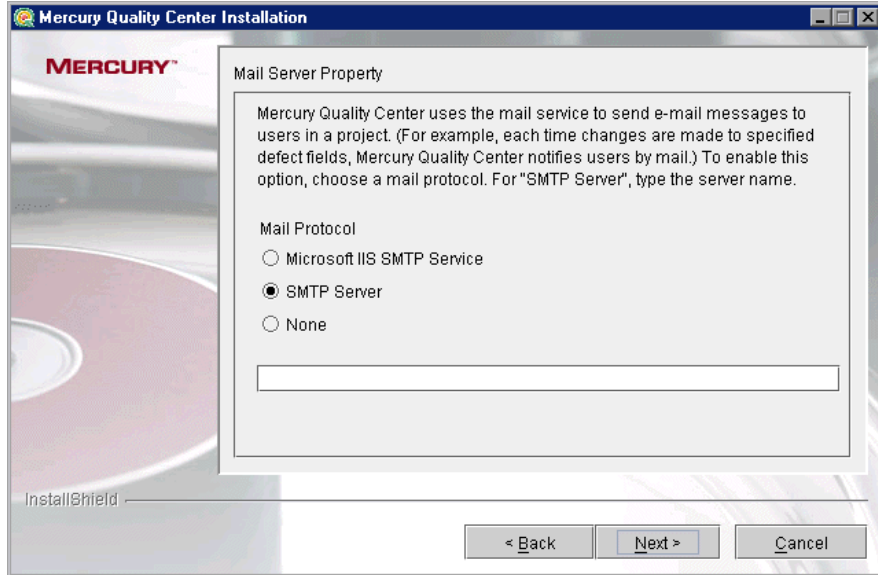 Mercury Quality Center Installation
MERCURY™
Mail Server Property
Mercury Quality Center uses the mail service to send e-mail messages to
users in a project. (For example, each time changes are made to specified
defect fields, Mercury Quality Center notifies users by mail.) To enable this
option, choose a mail protocol. For "SMTP Server", type the server name.
Mail Protocol
Microsoft IIS SMTP Service
SMTP Server
None
InstallShield
< Back
Next >
Cancel